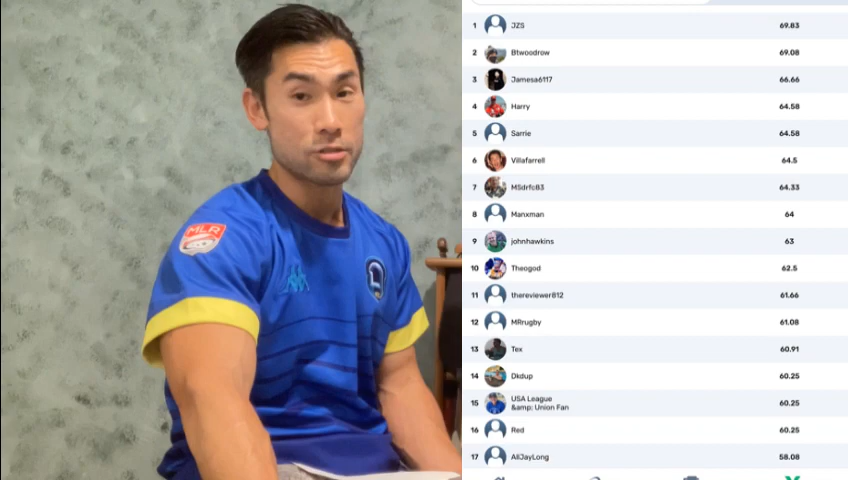 MLR
1 JZS 69.83
2 Btwoodrow 69.08
3 Jamesa6117 66.66
4 Harry 64.58
5 Sarrie 64.58
6 Villafarrell 64.5
7 MSdrfc83 64.33
8 Manxman 64
9 johnhawkins 63
10 Theogod 62.5
11 thereviewer812 61.66
12 MRrugby 61.08
13 Tex 60.91
14 Dkdup 60.25
15 USA League
&amp; Union Fan 60.25
16 Red 60.25
17 AliJayLong 58.08